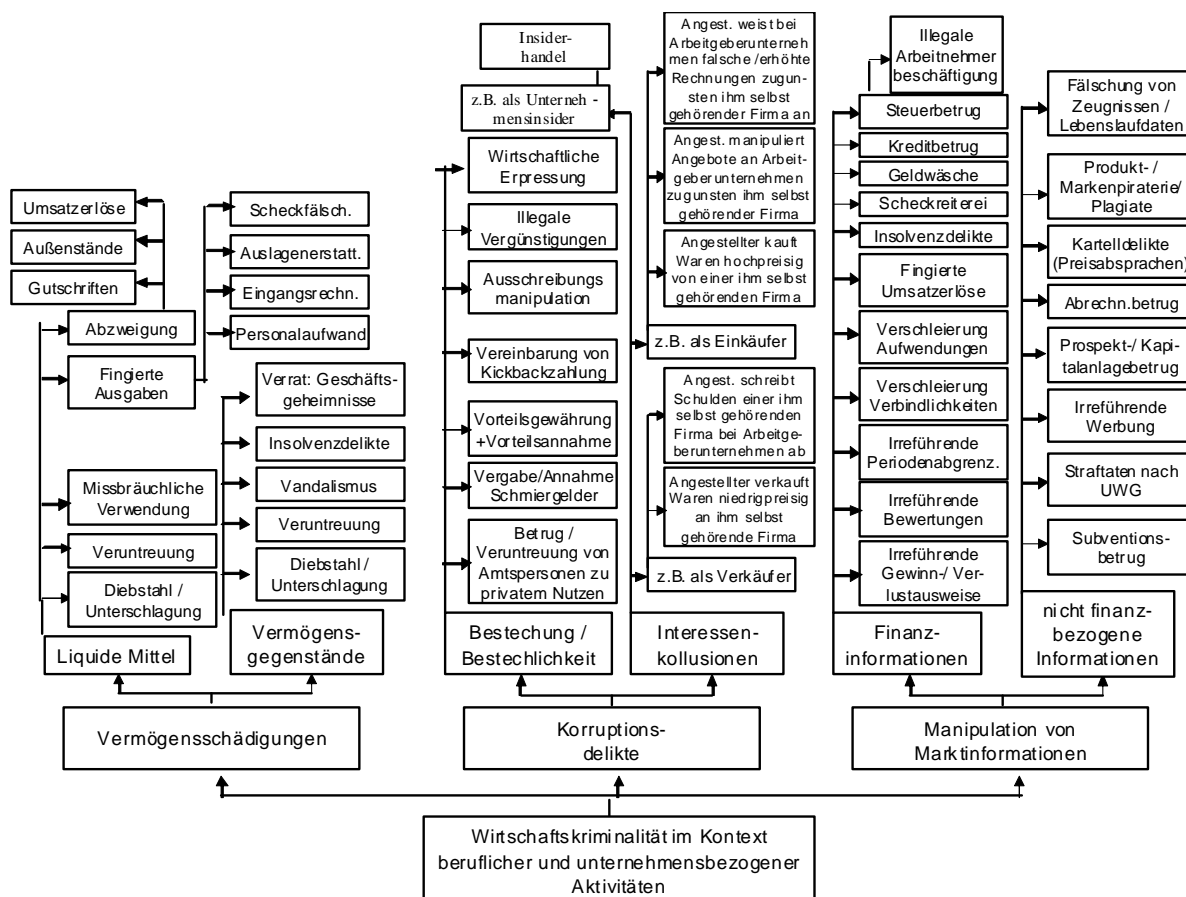 Umsatzerlöse
Außenstände
Gutschriften
Abzweigung
Fingierte
Ausgaben
Missbräuchliche
Verwendung
Veruntreuung
Diebstahl /
Unterschlagung
Liquide Mittel
Scheckfälsch.
Auslagenerstatt.
Eingangsrechn.
Personalaufwand
Verrat: Geschäfts-
geheimnisse
Insolvenzdelikte
Vandalismus
Veruntreuung
Diebstahl /
Unterschlagung
Vermögens-
gegenstände
Insider-
handel
z.B. als Unterneh -
mensinsider
Wirtschaftliche
Erpressung
Illegale
Vergünstigungen
Ausschreibungs
manipulation
Vereinbarung von
Kickbackzahlung
Vorteilsgewährung
+Vorteilsannahme
Vergabe/Annahme
Schmiergelder
Betrug /
Veruntreuung von
Amtspersonen zu
privatem Nutzen
Bestechung /
Bestechlichkeit
Angest. weist bei
Arbeitgeberunterneh
men falsche /erhöhte
Rechnungen zugun-
sten ihm selbst
gehörender Firma an
Angest. manipuliert
Angebote an Arbeit-
geberunternehmen
zugunsten ihm selbst
gehörender Firma
Angestellter kauft
Waren hochpreisig
von einer ihm selbst
gehörenden Firma
z.B. als Einkäufer
Angest. schreibt
Schulden einer ihm
selbst gehörenden
Firma bei Arbeitge-
berunternehmen ab
Angestellter verkauft
Waren niedrigpreisig
an ihm selbst
gehörende Firma
z.B. als Verkäufer
Interessen-
kollusionen
Illegale
Arbeitnehmer
beschäftigung
Steuerbetrug
Kreditbetrug
Geldwäsche
Scheckreiterei
Insolvenzdelikte
Fingierte
Umsatzerlöse
Verschleierung
Aufwendungen
Verschleierung
Verbindlichkeiten
Irreführende
Periodenabgrenz.
Irreführende
Bewertungen
Irreführende
Gewinn-/ Ver-
lustausweise
Finanz-
informationen
Fälschung von
Zeugnissen /
Lebenslaufdaten
Produkt- /
Markenpiraterie/
Plagiate
Kartelldelikte
(Preisabsprachen)
Abrechn.betrug
Prospekt-/ Kapi-
talanlagebetrug
Irreführende
Werbung
Straftaten nach
UWG
Subventions-
betrug
nicht finanz-
bezogene
Informationen
Vermögensschädigungen
Korruptions-
delikte
Manipulation von
Marktinformationen
Wirtschaftskriminalität im Kontext
beruflicher und unternehmensbezogener
Aktivitäten